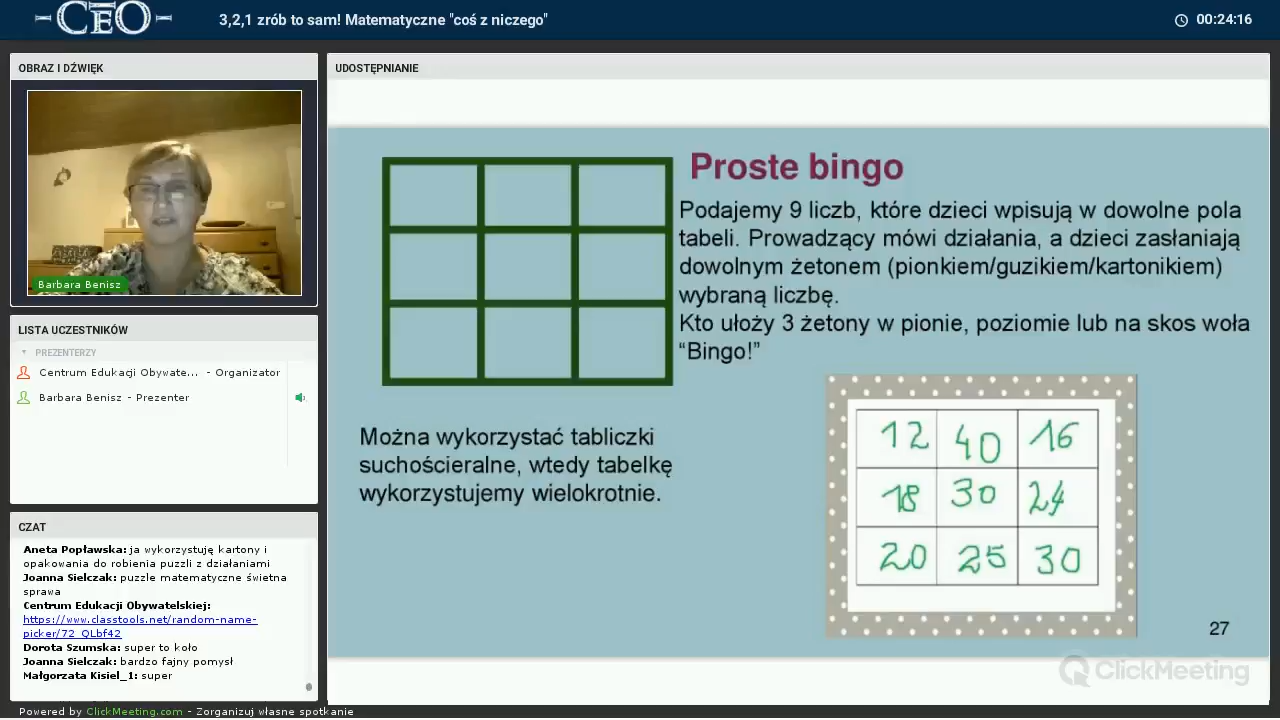 CEO
3,2,1 zrób to sam! Matematyczne "coś z niczego"
00:24:16
OBRAZ I DŹWIĘK
Barbara Benisz
LISTA UCZESTNIKÓW
PREZENTERZY
Centrum Edukacji Obywate... - Organizator
Barbara Benisz - Prezenter
CZAT
Aneta Popławska: ja wykorzystuję kartony i
opakowania do robienia puzzli z działaniami
Joanna Sielczak: puzzle matematyczne świetna
sprawa
Centrum Edukacji Obywatelskiej:
https://www.classtools.net/random-name-
picker/72_QLbf42
Dorota Szumska: super to koło
Joanna Sielczak: bardzo fajny pomysł
Małgorzata Kisiel_1: super
UDOSTĘPNIANIE
Proste bingo
Podajemy 9 liczb, które dzieci wpisują w dowolne pola
tabeli. Prowadzący mówi działania, a dzieci zasłaniają
dowolnym żetonem (pionkiem/guzikiem/kartonikiem)
wybraną liczbę.
Kto ułoży 3 żetony w pionie, poziomie lub na skos woła
“Bingo!”
Można wykorzystać tabliczki
suchościeralne, wtedy tabelkę
wykorzystujemy wielokrotnie.
12 40 16
18 30 24
20 25 30
27
ClickMeeting
Powered by ClickMeeting.com - Zorganizuj własne spotkanie